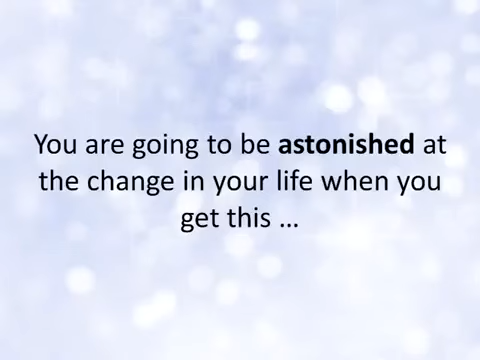 You are going to be astonished at
the change in your life when you
get this ...